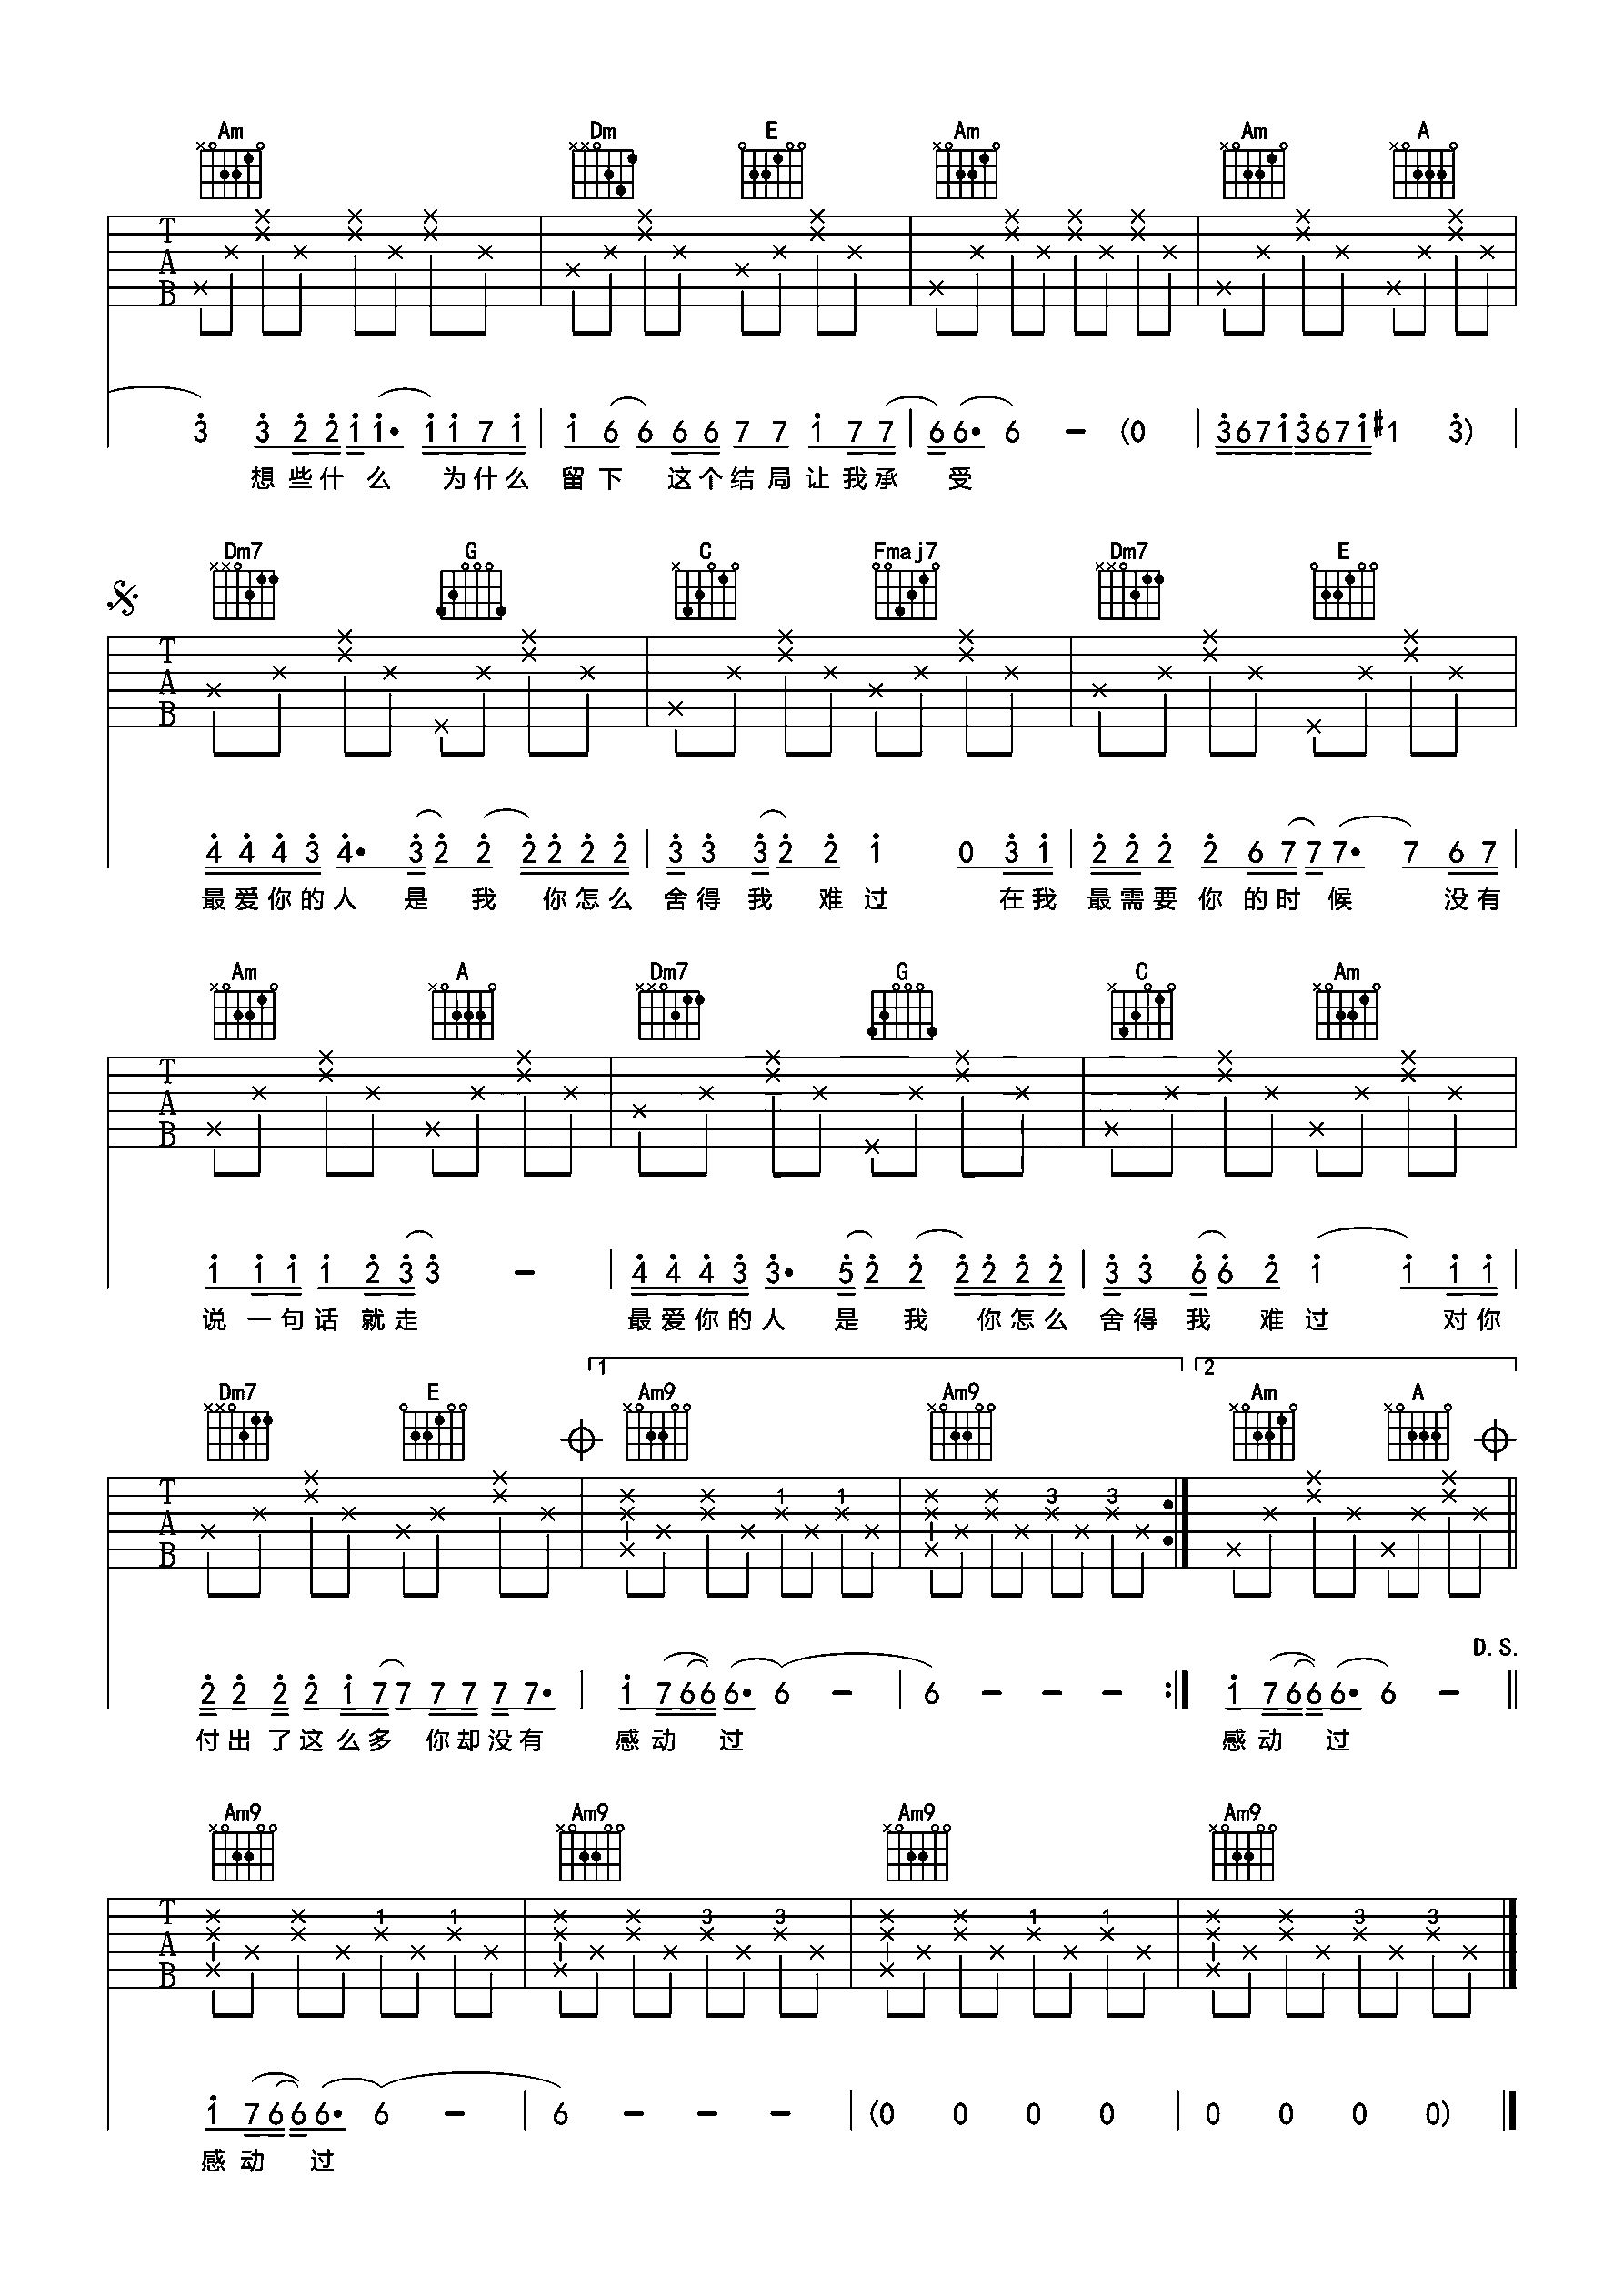 Am Dm E Am Am A
T
A
B
3 3 2 2 1 1• 1 1 7 1 | 1 6 6 6 6 7 7 1 7 7 | 6 6• 6 - (0 | 3 6 7 1 3 6 7 1 #1 3) |
想些什么 为什么 留下 这个结局让我承 受
Dm7 G C Fmaj7 Dm7 E
T
A
B
4 4 4 3 4• 3 2 2 2 2 2 2 | 3 3 3 2 2 1 0 3 1 | 2 2 2 2 6 7 7 7• 7 6 7 |
最爱你的人 是 我 你怎么 舍得 我 难过 在我 最需要 你 的时 候 没有
Am A Dm7 G C Am
T
A
B
1 1 1 1 2 3 3 - | 4 4 4 3 3• 5 2 2 2 2 2 2 | 3 3 6 6 2 1 1 1 1 |
说 一句话 就走 最爱你的人 是 我 你怎么 舍得 我 难过 对你
1 2
Dm7 E Am9 Am9 Am A
T
A
B
1 1 3 3
D.S.
2 2 2 2 1 7 7 7 7 7 7• | 1 7 6 6 6• 6 - | 6 - - - :| 1 7 6 6 6• 6 - ||
付出 了这么多 你却没有 感动 过 感动 过
Am9 Am9 Am9 Am9
T
A
B
1 1 3 3 1 1 3 3
1 7 6 6 6• 6 - | 6 - - - | (0 0 0 0 | 0 0 0 0) |
感动 过